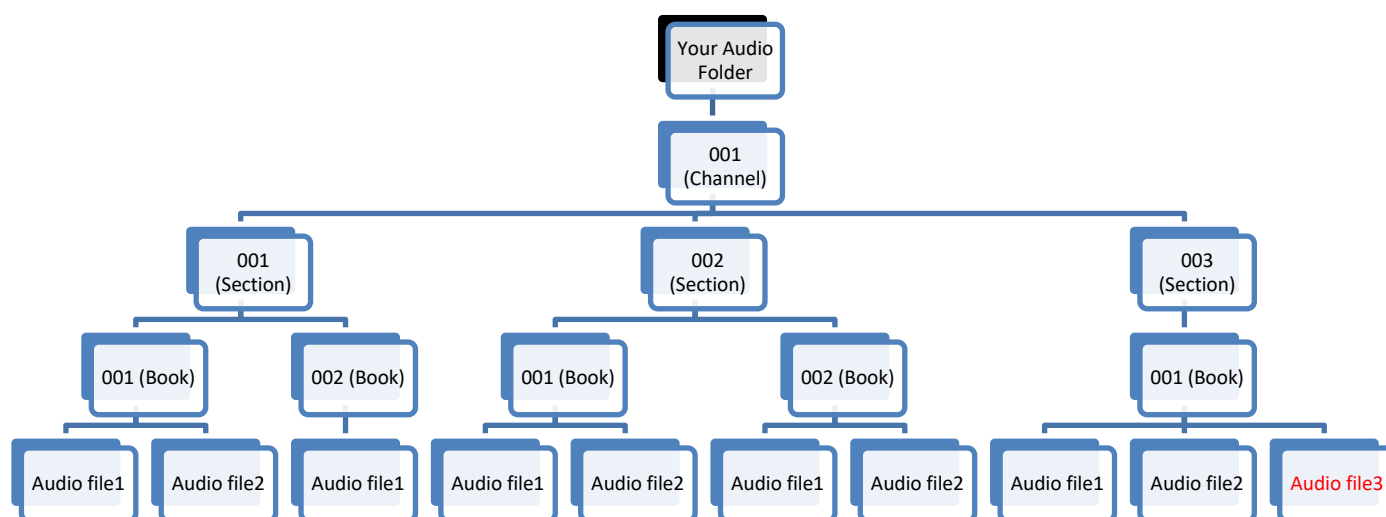 Your Audio
Folder
001
(Channel)
001
(Section)
002
(Section)
003
(Section)
001 (Book)
002 (Book)
001 (Book)
002 (Book)
001 (Book)
Audio file1
Audio file2
Audio file1
Audio file1
Audio file2
Audio file1
Audio file2
Audio file1
Audio file2
Audio file3